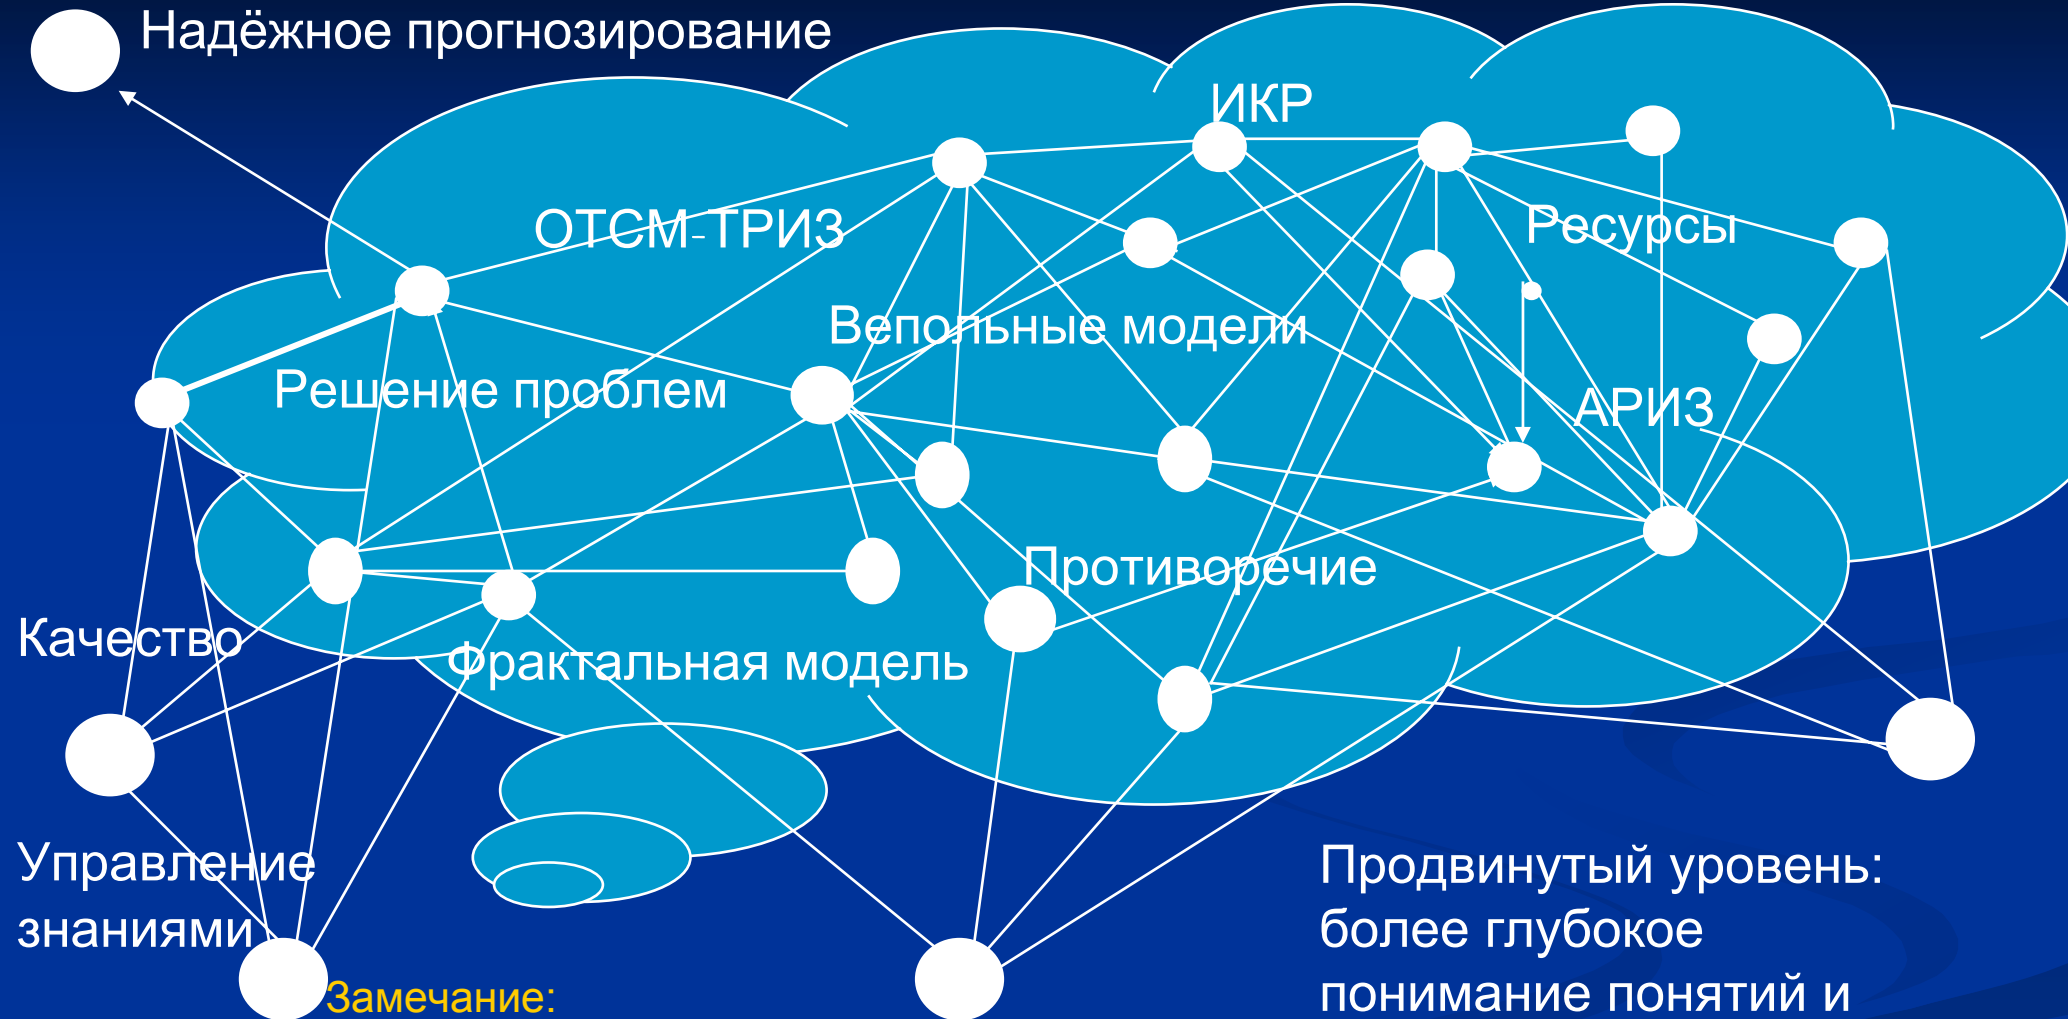 Надёжное прогнозирование
ИКР
ОТСМ-ТРИЗ
Ресурсы
Вепольные модели
Решение проблем
АРИЗ
Противоречие
Качество
Фрактальная модель
Управление
знаниями
Продвинутый уровень:
более глубокое
понимание понятий и
Замечание: